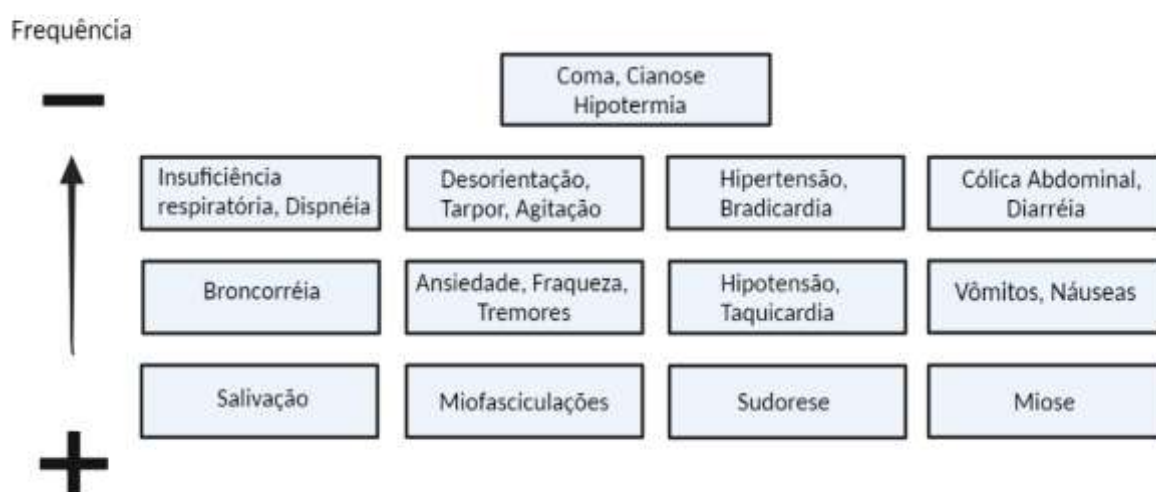 Frequência
Coma, Cianose
Hipotermia
Insuficiência
respiratória, Dispnéia
Desorientação,
Tarpor, Agitação
Hipertensão,
Bradicardia
Cólica Abdominal,
Diarréia
Broncorréia
Ansiedade, Fraqueza,
Tremores
Hipotensão,
Taquicardia
Vômitos, Náuseas
Salivação
Miofasciculações
Sudorese
Miose